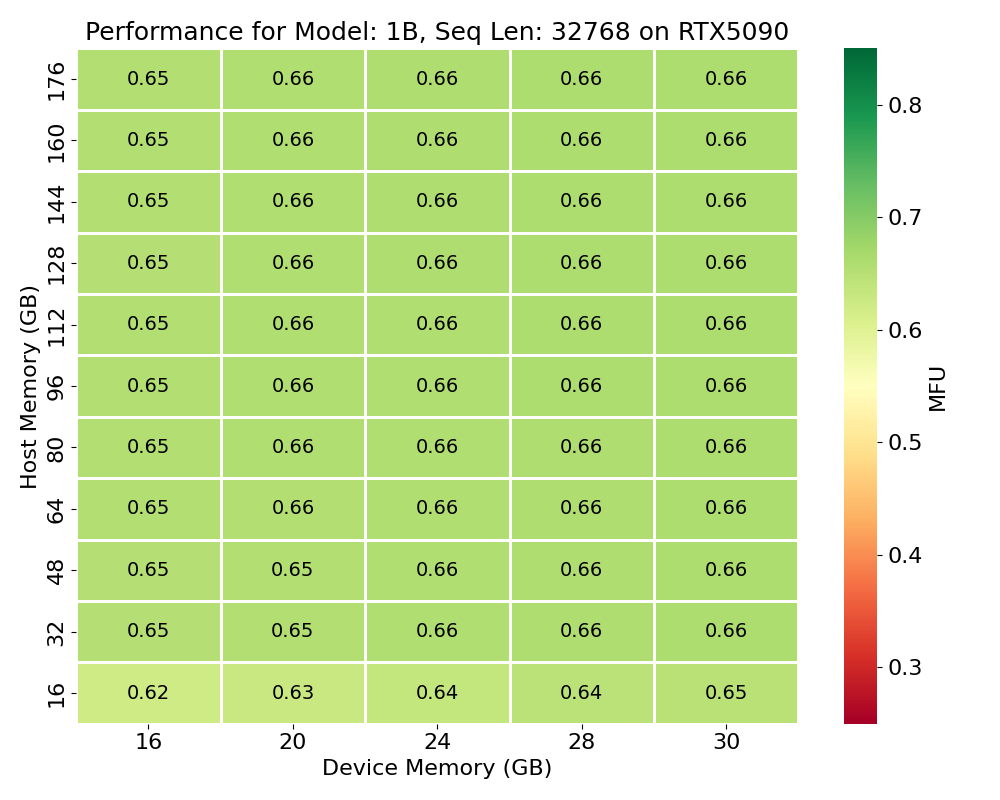 Performance for Model: 1B, Seq Len: 32768 on RTX5090
176 0.65 0.66 0.66 0.66 0.66
160 0.65 0.66 0.66 0.66 0.66
144 0.65 0.66 0.66 0.66 0.66
128 0.65 0.66 0.66 0.66 0.66
112 0.65 0.66 0.66 0.66 0.66
96 0.65 0.66 0.66 0.66 0.66
80 0.65 0.66 0.66 0.66 0.66
64 0.65 0.66 0.66 0.66 0.66
48 0.65 0.65 0.66 0.66 0.66
32 0.65 0.65 0.66 0.66 0.66
16 0.62 0.63 0.64 0.64 0.65
16 20 24 28 30
Device Memory (GB)
Host Memory (GB)
0.8
0.7
0.6
0.5
0.4
0.3
MFU